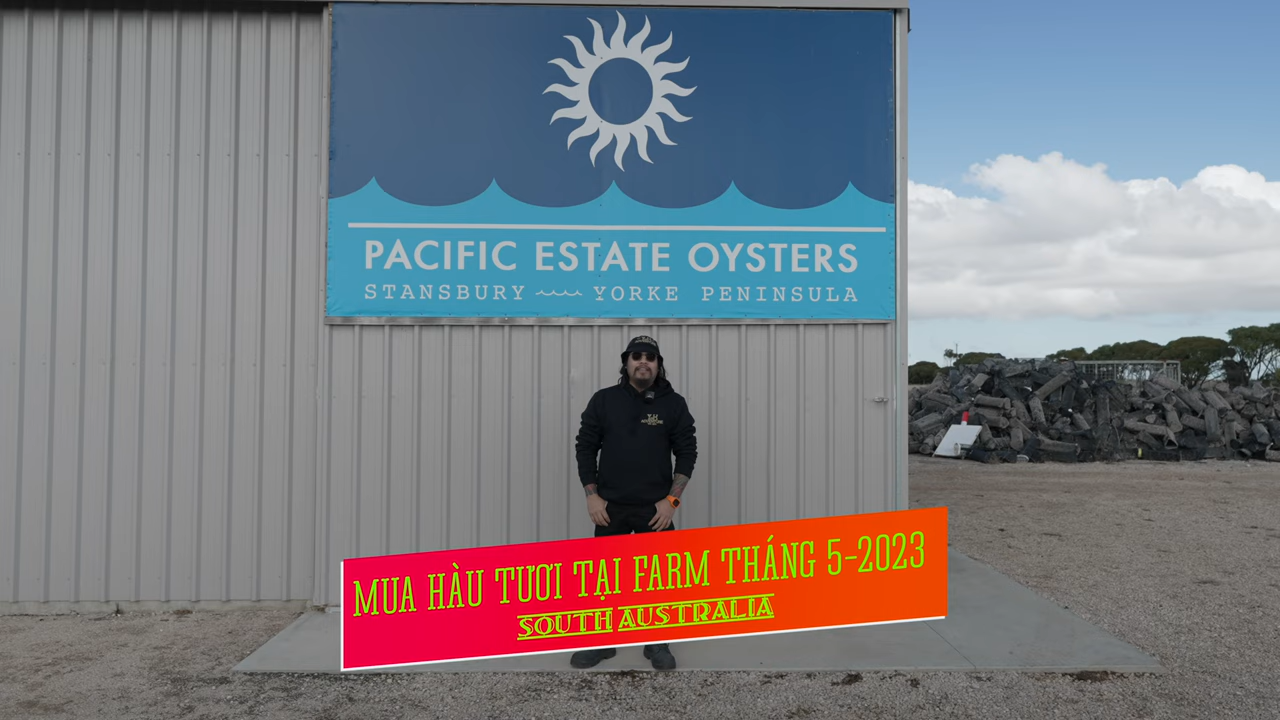 PACIFIC ESTATE OYSTERS
STANSBURY YORKE PENINSULA
MUA HÀU TƯƠI TẠI FARM THÁNG 5-2023
SOUTH AUSTRALIA